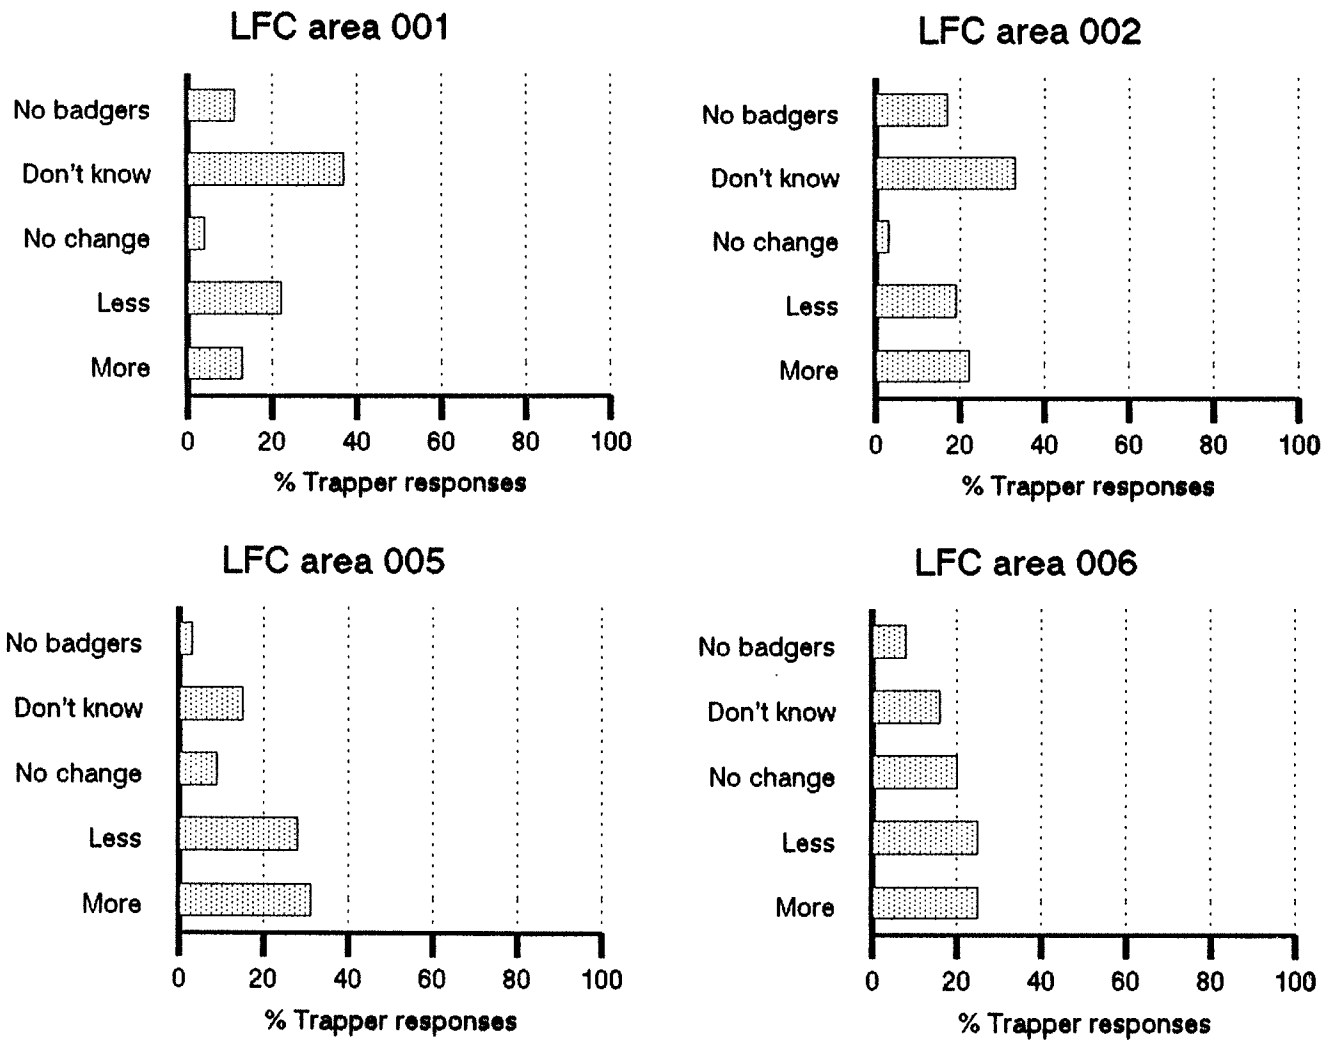 LFC area 001
No badgers
Don't know
No change
Less
More
0 20 40 60 80 100
% Trapper responses
LFC area 002
No badgers
Don't know
No change
Less
More
0 20 40 60 80 100
% Trapper responses
LFC area 005
No badgers
Don't know
No change
Less
More
0 20 40 60 80 100
% Trapper responses
LFC area 006
No badgers
Don't know
No change
Less
More
0 20 40 60 80 100
% Trapper responses